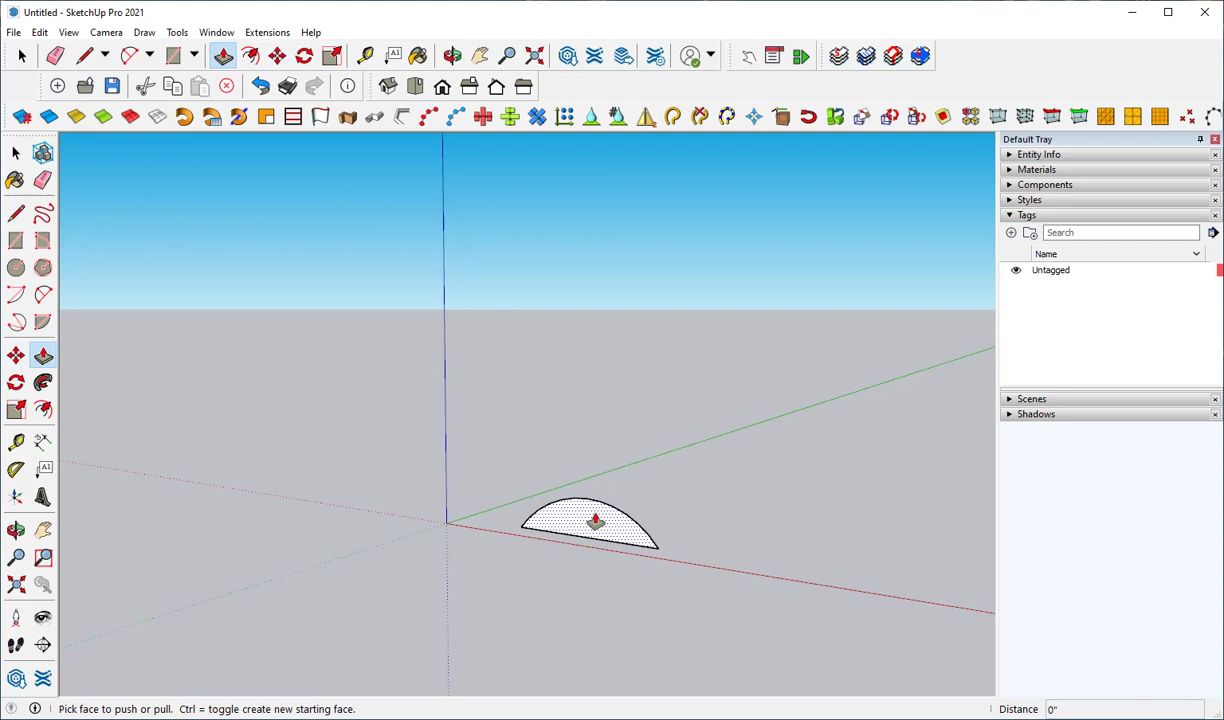 Untitled - SketchUp Pro 2021
File Edit View Camera Draw Tools Window Extensions Help
A1
Default Tray
Entity Info
Materials
Components
Styles
Tags
Search
Name
Untagged
Scenes
Shadows
A1
Pick face to push or pull. Ctrl = toggle create new starting face.
Distance 0"